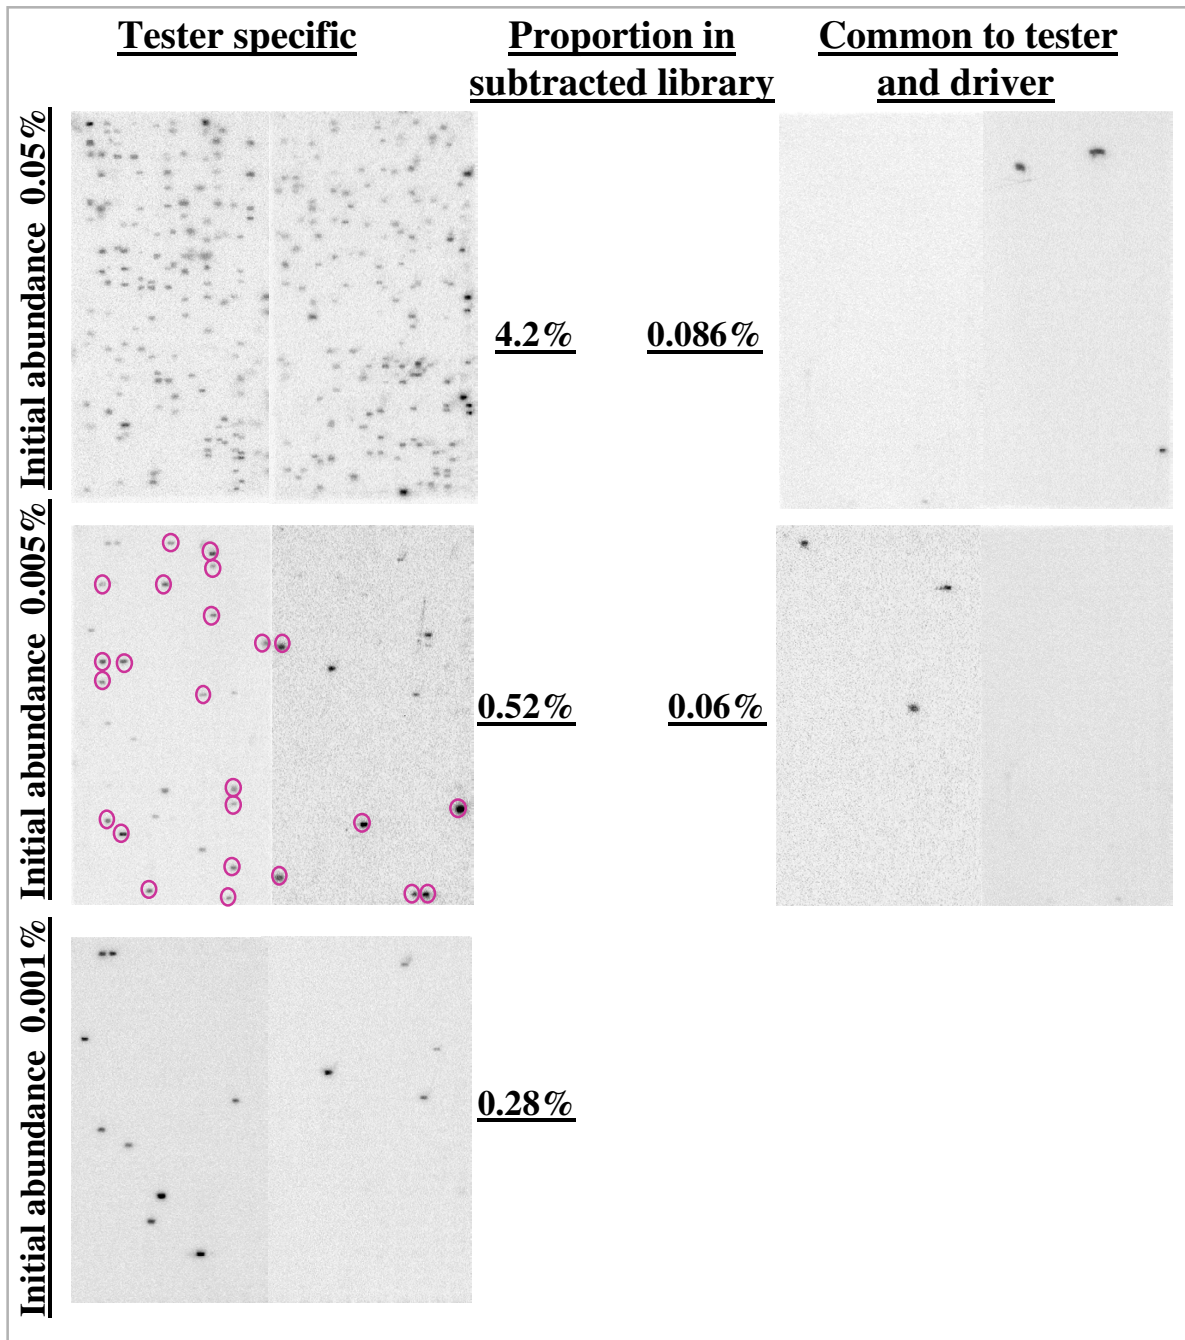 Tester specific
Proportion in
subtracted library
Common to tester
and driver
Initial abundance 0.05%
4.2%
0.086%
Initial abundance 0.005%
0.52%
0.06%
Initial abundance 0.001%
0.28%